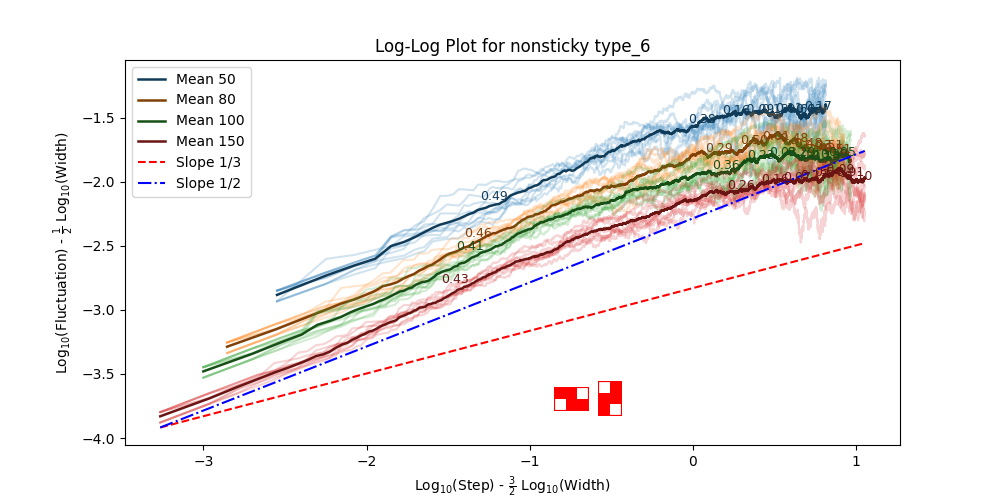 Log-Log Plot for nonsticky type_6
Log10(Fluctuation) - 1/2 Log10(Width)
Mean 50
Mean 80
Mean 100
Mean 150
Slope 1/3
Slope 1/2
−1.5
−2.0
−2.5
−3.0
−3.5
−4.0
0.49
0.46
0.41
0.43
0.29
0.36
0.26
0.16
0.17
−3
−2
−1
0
1
Log10(Step) - 3/2 Log10(Width)